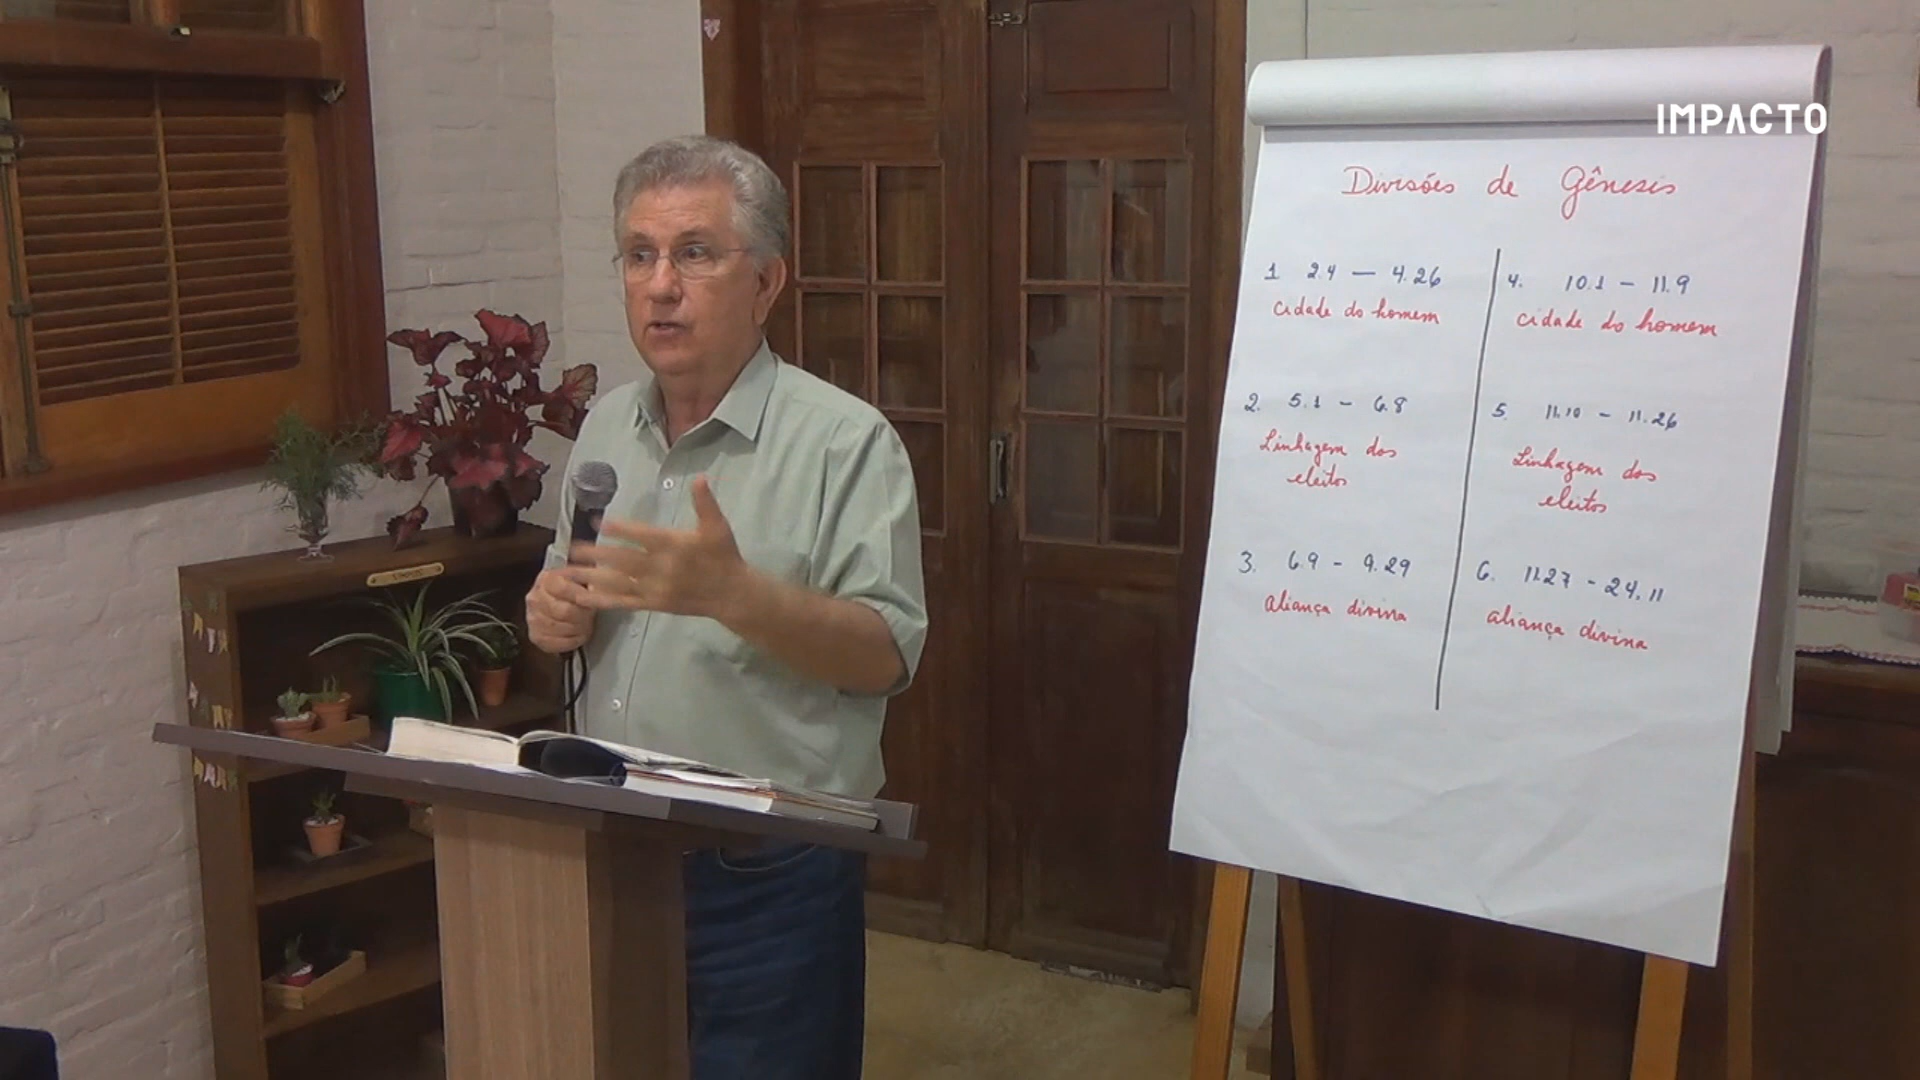 IMPACTO
Divisões de Gênesis
1 2.4 — 4.26
cidade do homem
2. 5.1 - 6.8
Linhagem dos
eleitos
3. 6.9 - 9.29
aliança divina
4. 10.1 - 11.9
cidade do homem
5. 11.10 - 11.26
Linhagem dos
eleitos
6. 11.27 - 24.11
aliança divina